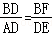 BD/AD = BF/DE